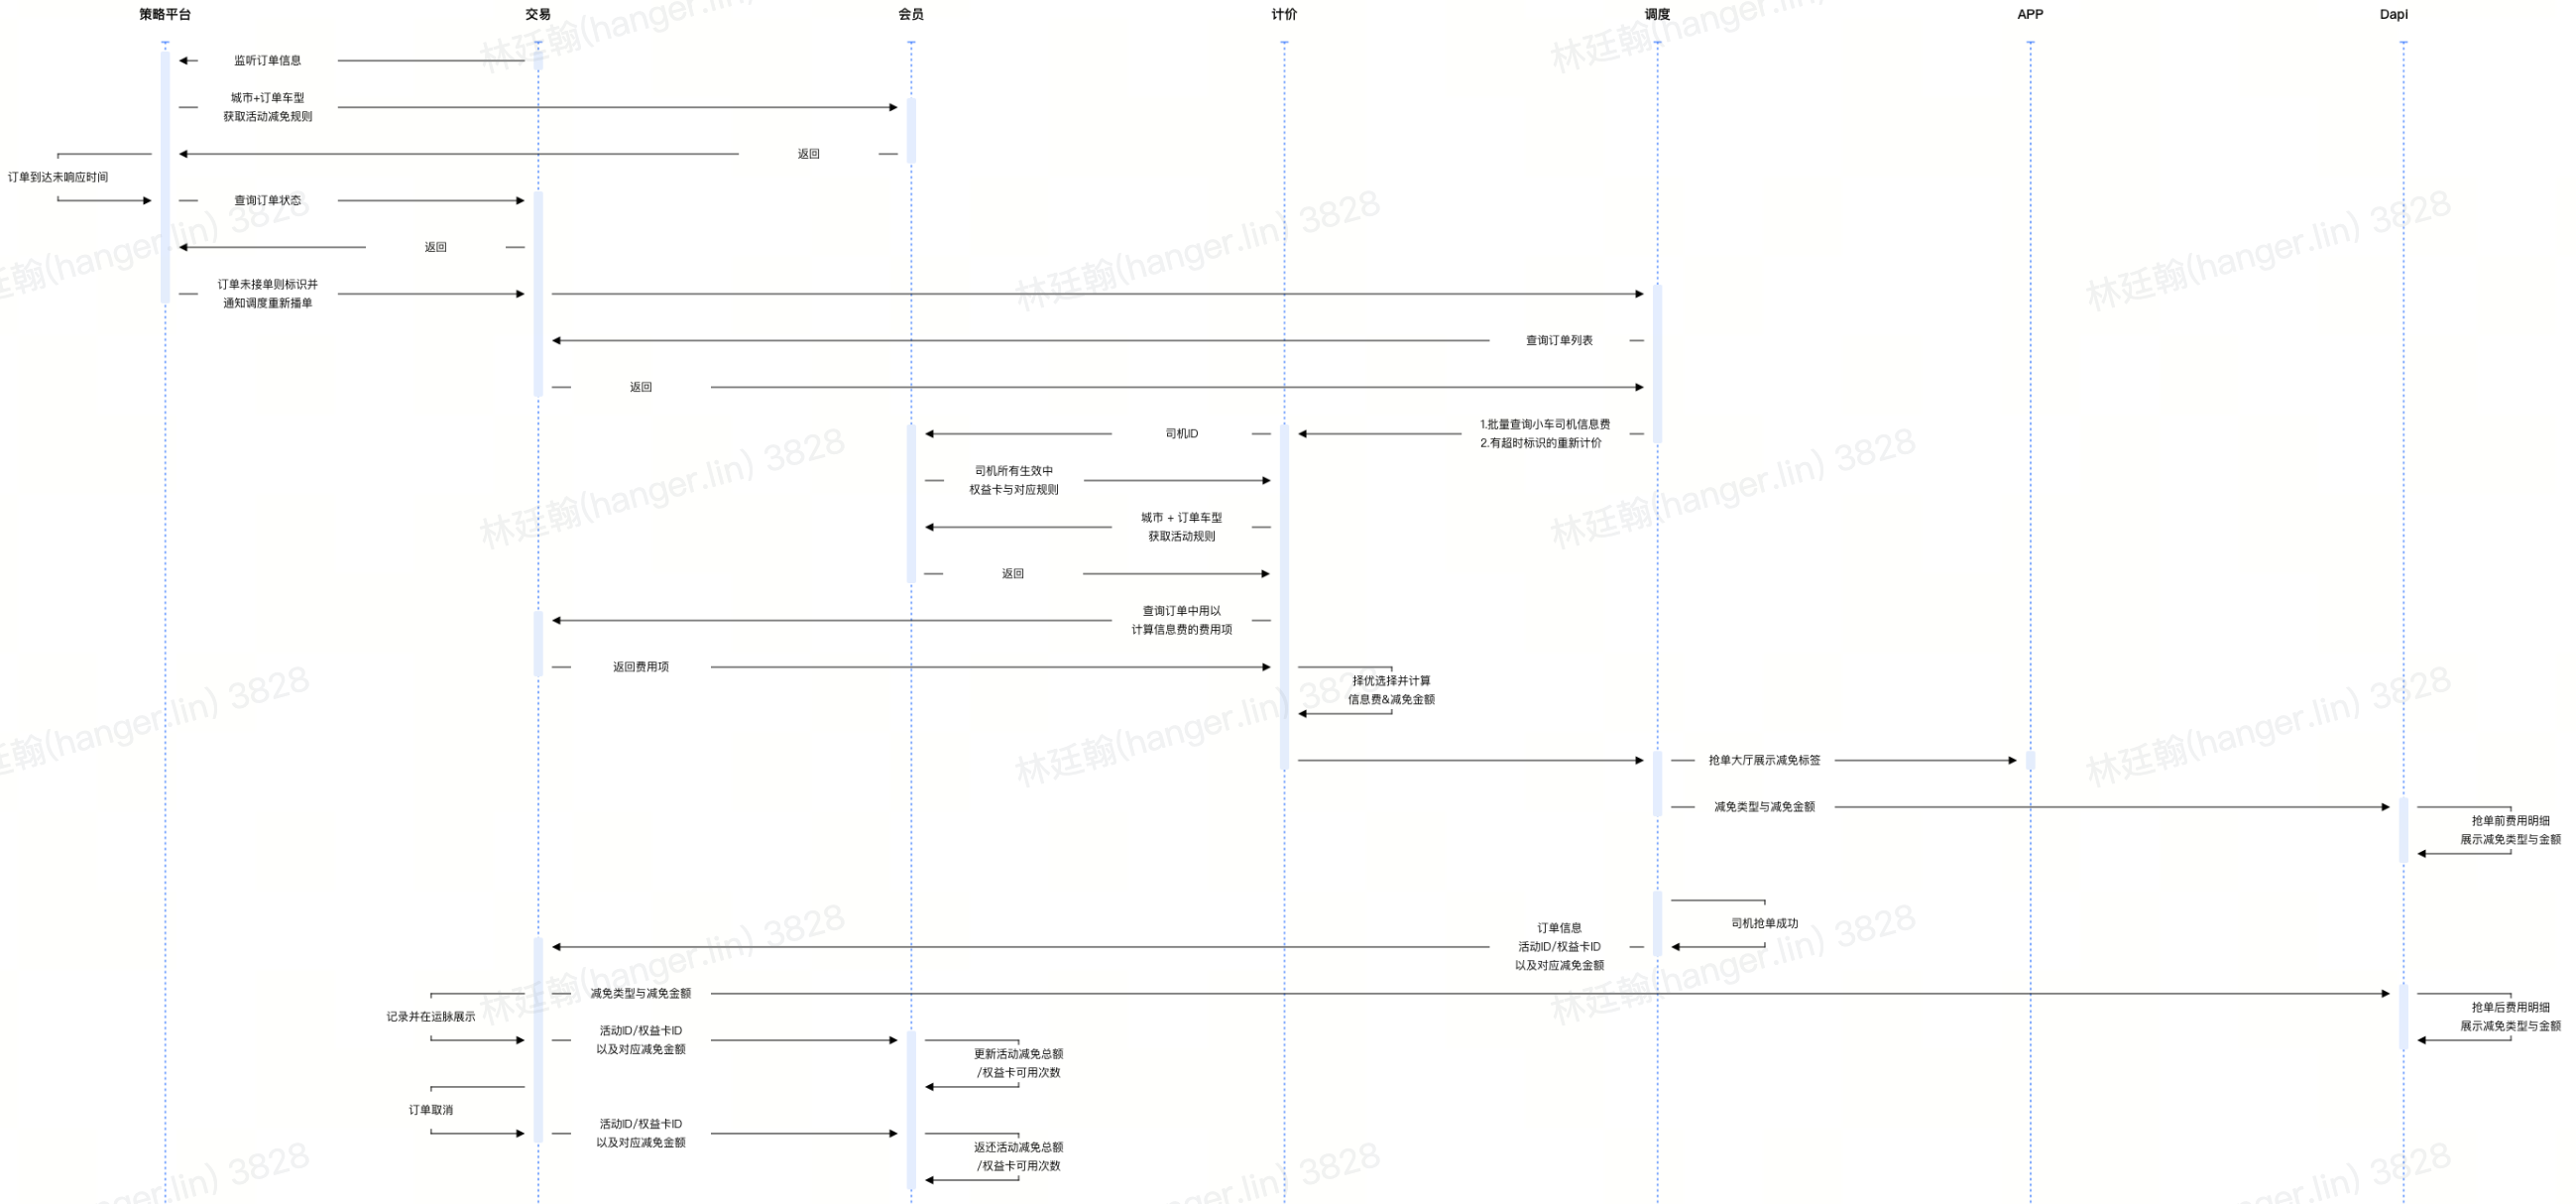 策略平台
交易
会员
计价
调度
APP
Dapi
监听订单信息
城市+订单车型
获取活动减免规则
返回
订单到达未响应时间
查询订单状态
返回
订单未接单则标识并
通知调度重新播单
查询订单列表
返回
1.批量查询小车司机信息费
2.有超时标识的重新计价
司机ID
司机所有生效中
权益卡与对应规则
城市 + 订单车型
获取活动规则
返回
查询订单中用以
计算信息费的费用项
返回费用项
择优选择并计算
信息费&减免金额
抢单大厅展示减免标签
减免类型与减免金额
抢单前费用明细
展示减免类型与金额
司机抢单成功
订单信息
活动ID/权益卡ID
以及对应减免金额
减免类型与减免金额
抢单后费用明细
展示减免类型与金额
记录并在运脉展示
活动ID/权益卡ID
以及对应减免金额
更新活动减免总额
/权益卡可用次数
订单取消
活动ID/权益卡ID
以及对应减免金额
返还活动减免总额
/权益卡可用次数
林廷翰(hanger.lin) 3828